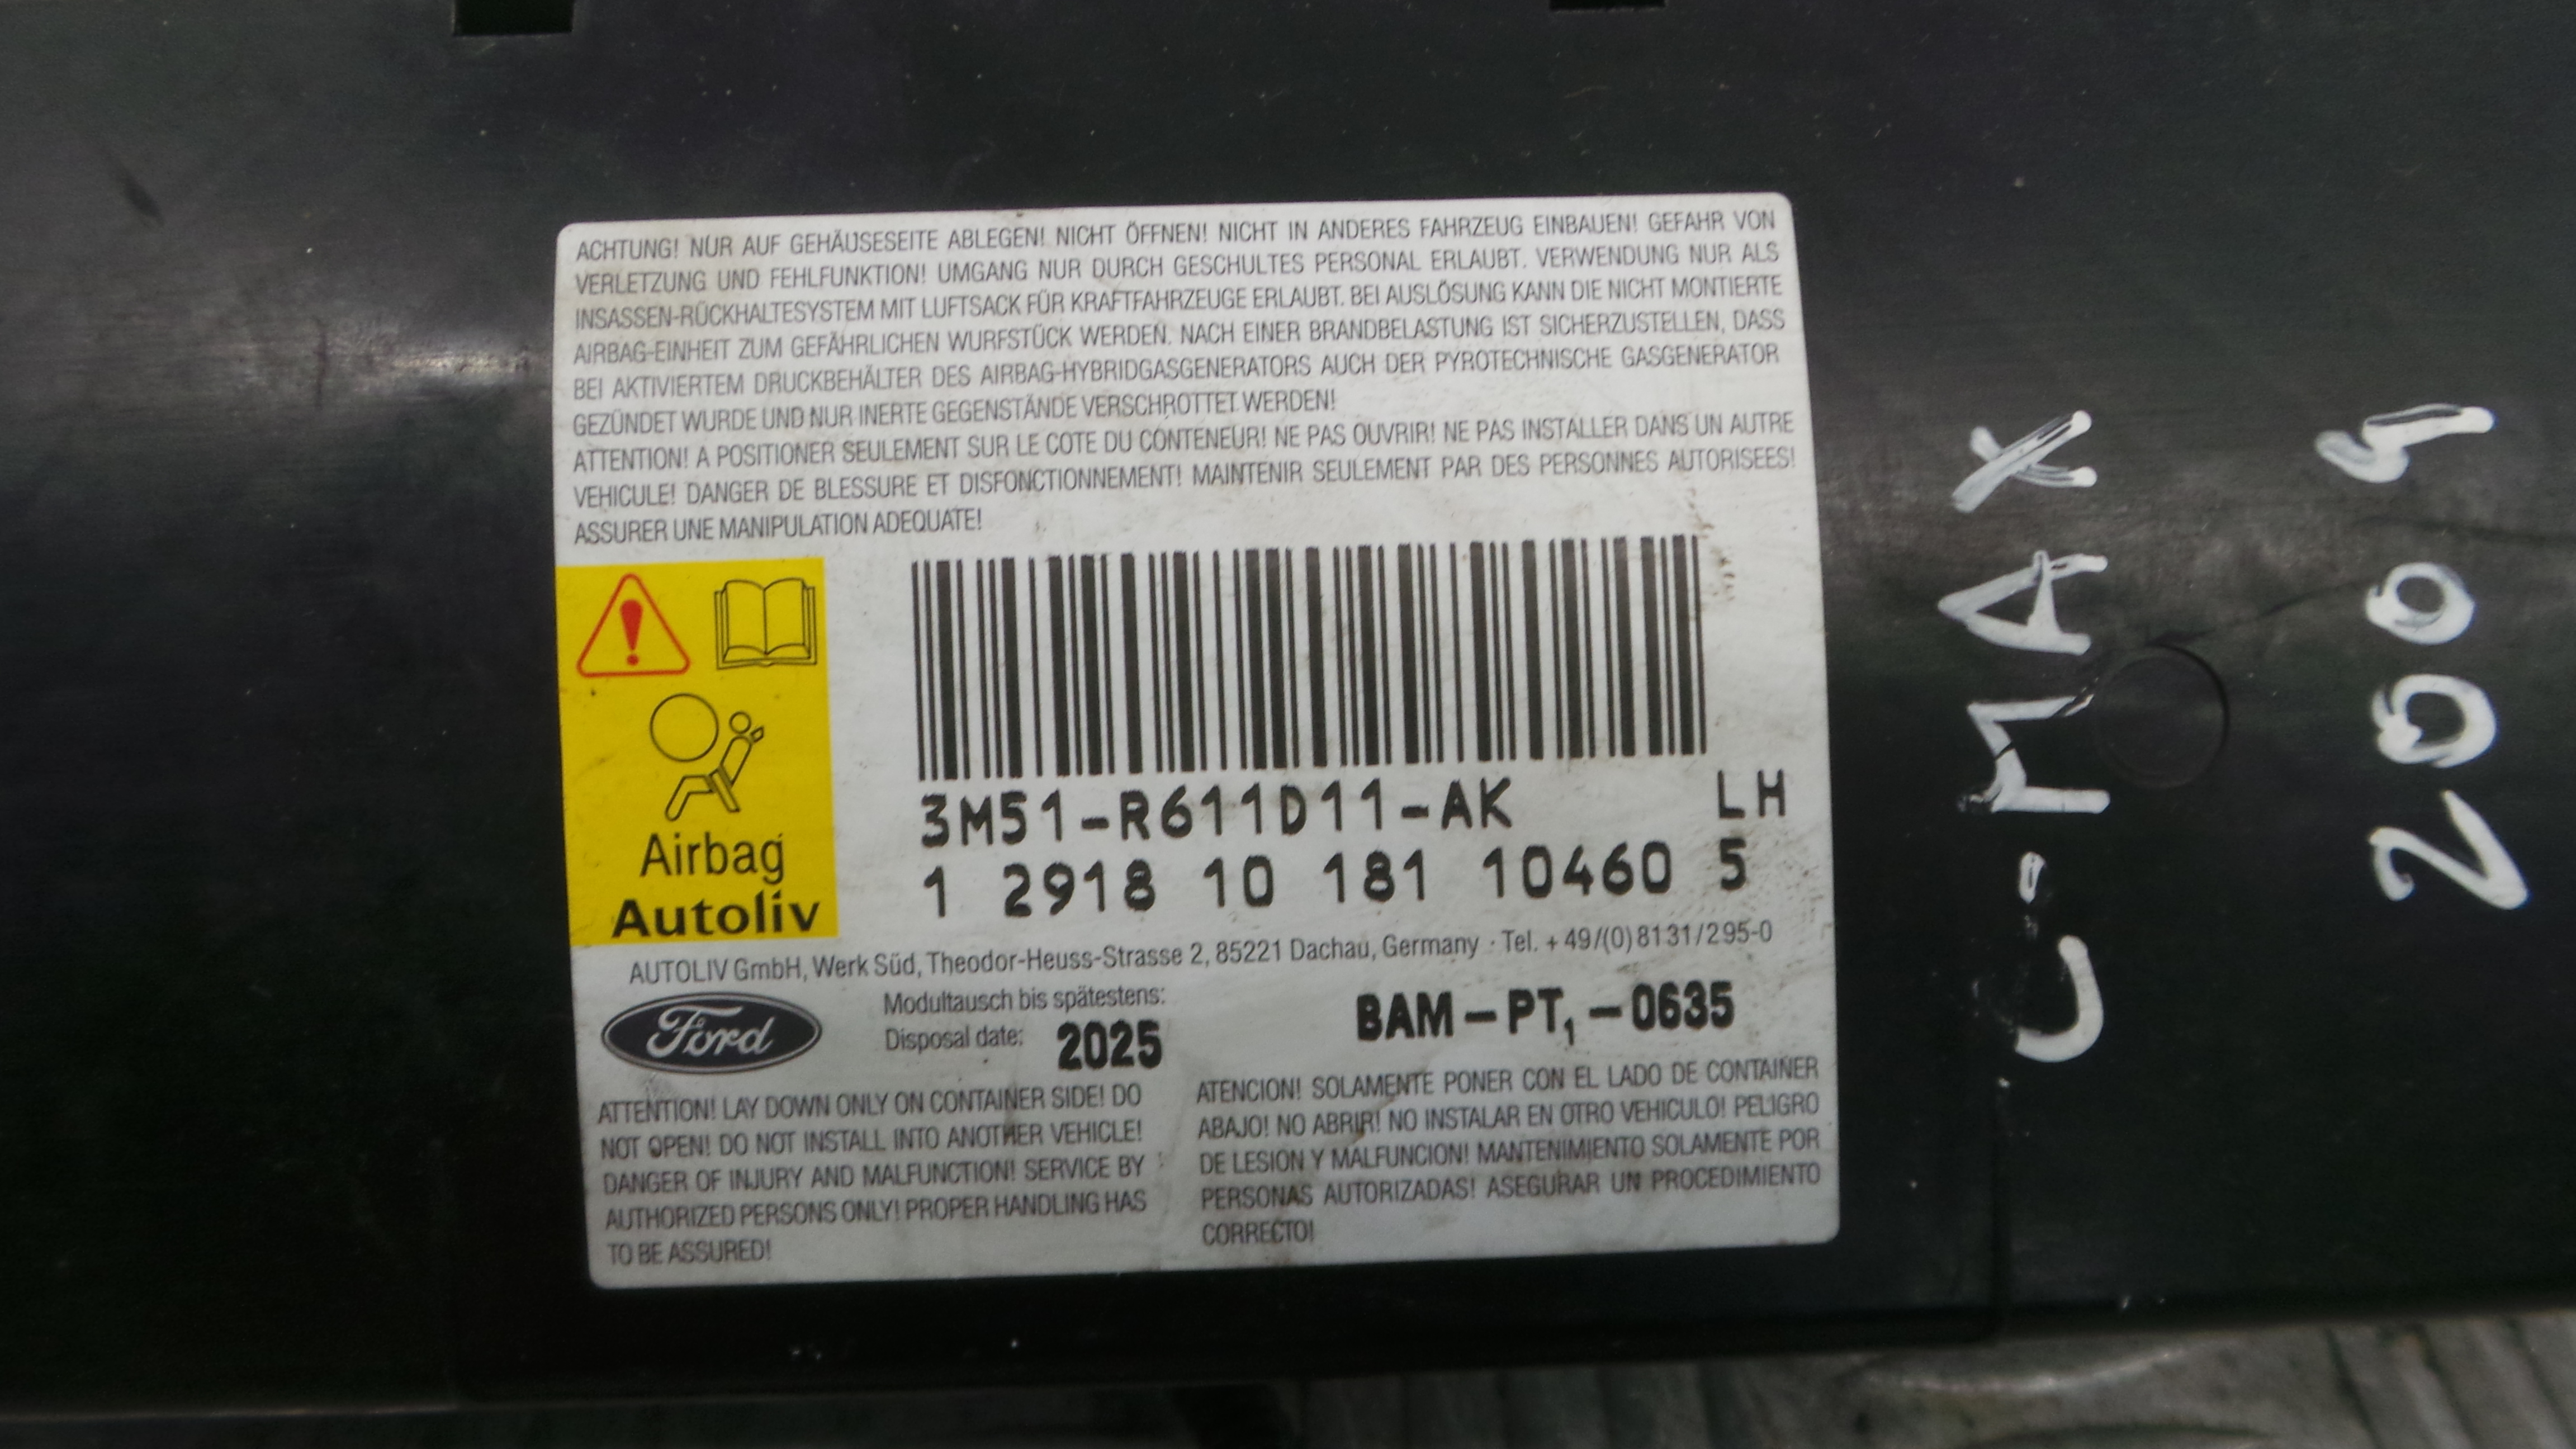 ACHTUNG! NUR AUF GEHÄUSESEITE ABLEGEN! NICHT ÖFFNEN! NICHT IN ANDERES FAHRZEUG EINBAUEN! GEFAHR VON
VERLETZUNG UND FEHLFUNKTION! UMGANG NUR DURCH GESCHULTES PERSONAL ERLAUBT. VERWENDUNG NUR ALS
INSASSEN-RÜCKHALTESYSTEM MIT LUFTSACK FÜR KRAFTFAHRZEUGE ERLAUBT. BEI AUSLÖSUNG KANN DIE NICHT MONTIERTE
AIRBAG-EINHEIT ZUM GEFÄHRLICHEN WURFSTÜCK WERDEN. NACH EINER BRANDBELASTUNG IST SICHERZUSTELLEN, DASS
BEI AKTIVIERTEM DRUCKBEHÄLTER DES AIRBAG-HYBRIDGASGENERATORS AUCH DER PYROTECHNISCHE GASGENERATOR
GEZÜNDET WURDE UND NUR INERTE GEGENSTÄNDE VERSCHROTTET WERDEN!
ATTENTION! A POSITIONER SEULEMENT SUR LE COTE DU CONTENEUR! NE PAS OUVRIR! NE PAS INSTALLER DANS UN AUTRE
VEHICULE! DANGER DE BLESSURE ET DISFONCTIONNEMENT! MAINTENIR SEULEMENT PAR DES PERSONNES AUTORISEES!
ASSURER UNE MANIPULATION ADEQUATE!
Airbag
Autoliv
3M51-R611D11-AK LH
1 2918 10 181 10460 5
AUTOLIV GmbH, Werk Süd, Theodor-Heuss-Strasse 2, 85221 Dachau, Germany · Tel. +49/(0)8131/295-0
Ford
Modultausch bis spätestens:
Disposal date: 2025
BAM-PT1-0635
ATTENTION! LAY DOWN ONLY ON CONTAINER SIDE! DO
NOT OPEN! DO NOT INSTALL INTO ANOTHER VEHICLE!
DANGER OF INJURY AND MALFUNCTION! SERVICE BY
AUTHORIZED PERSONS ONLY! PROPER HANDLING HAS
TO BE ASSURED!
ATENCION! SOLAMENTE PONER CON EL LADO DE CONTAINER
ABAJO! NO ABRIR! NO INSTALAR EN OTRO VEHICULO! PELIGRO
DE LESION Y MALFUNCION! MANTENIMIENTO SOLAMENTE POR
PERSONAS AUTORIZADAS! ASEGURAR UN PROCEDIMIENTO
CORRECTO!
C-MAX
2004